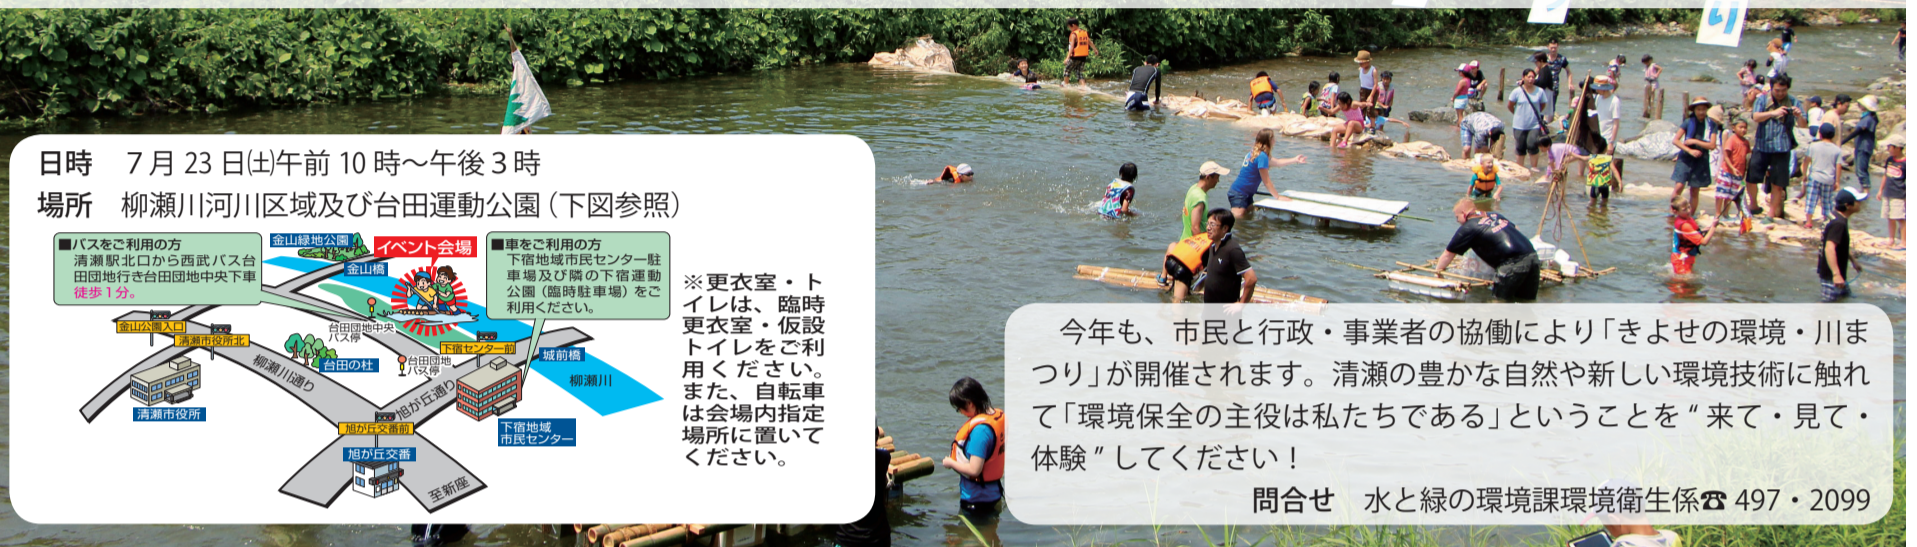 り
日時　７月 23 日㈯午前 10 時～午後３時
場所　柳瀬川河川区域及び台田運動公園（下図参照）
■バスをご利用の方
清瀬駅北口から西武バス台
田団地行き台田団地中央下車
徒歩１分。
金山緑地公園
イベント会場
金山橋
■車をご利用の方
下宿地域市民センター駐
車場及び隣の下宿運動
公園（臨時駐車場）をご
利用ください。
金山公園入口
清瀬市役所北
台田団地中央
バス停
下宿センター前
城前橋
台田の杜
台田団地
バス停
柳瀬川通り
柳瀬川
旭が丘通り
清瀬市役所
旭が丘交番前
下宿地域
市民センター
旭が丘交番
至新座
※更衣室・ト
イレは、臨時
更衣室・仮設
トイレをご利
用ください。
また、自転車
は会場内指定
場所に置いて
ください。
今年も、市民と行政・事業者の協働により「きよせの環境・川ま
つり」が開催されます。清瀬の豊かな自然や新しい環境技術に触れ
て「環境保全の主役は私たちである」ということを “ 来て・見て・
体験 ” してください！
問合せ　水と緑の環境課環境衛生係☎ 497・2099